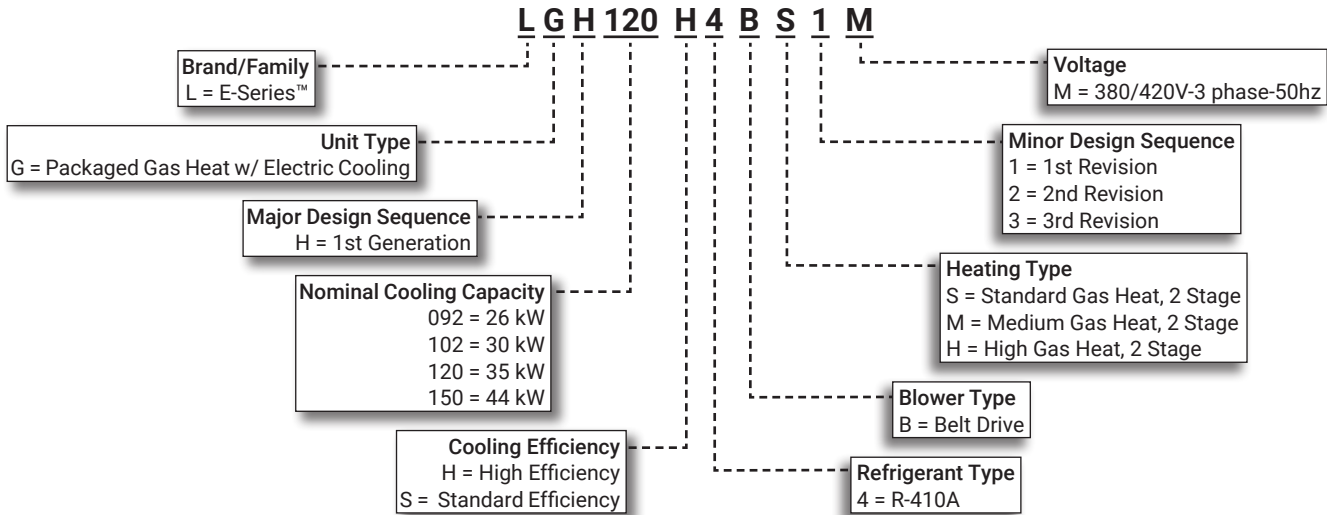 L G H 120 H 4 B S 1 M
Brand/Family
L = E-Series™
Unit Type
G = Packaged Gas Heat w/ Electric Cooling
Major Design Sequence
H = 1st Generation
Nominal Cooling Capacity
092 = 26 kW
102 = 30 kW
120 = 35 kW
150 = 44 kW
Cooling Efficiency
H = High Efficiency
S = Standard Efficiency
Voltage
M = 380/420V-3 phase-50hz
Minor Design Sequence
1 = 1st Revision
2 = 2nd Revision
3 = 3rd Revision
Heating Type
S = Standard Gas Heat, 2 Stage
M = Medium Gas Heat, 2 Stage
H = High Gas Heat, 2 Stage
Blower Type
B = Belt Drive
Refrigerant Type
4 = R-410A